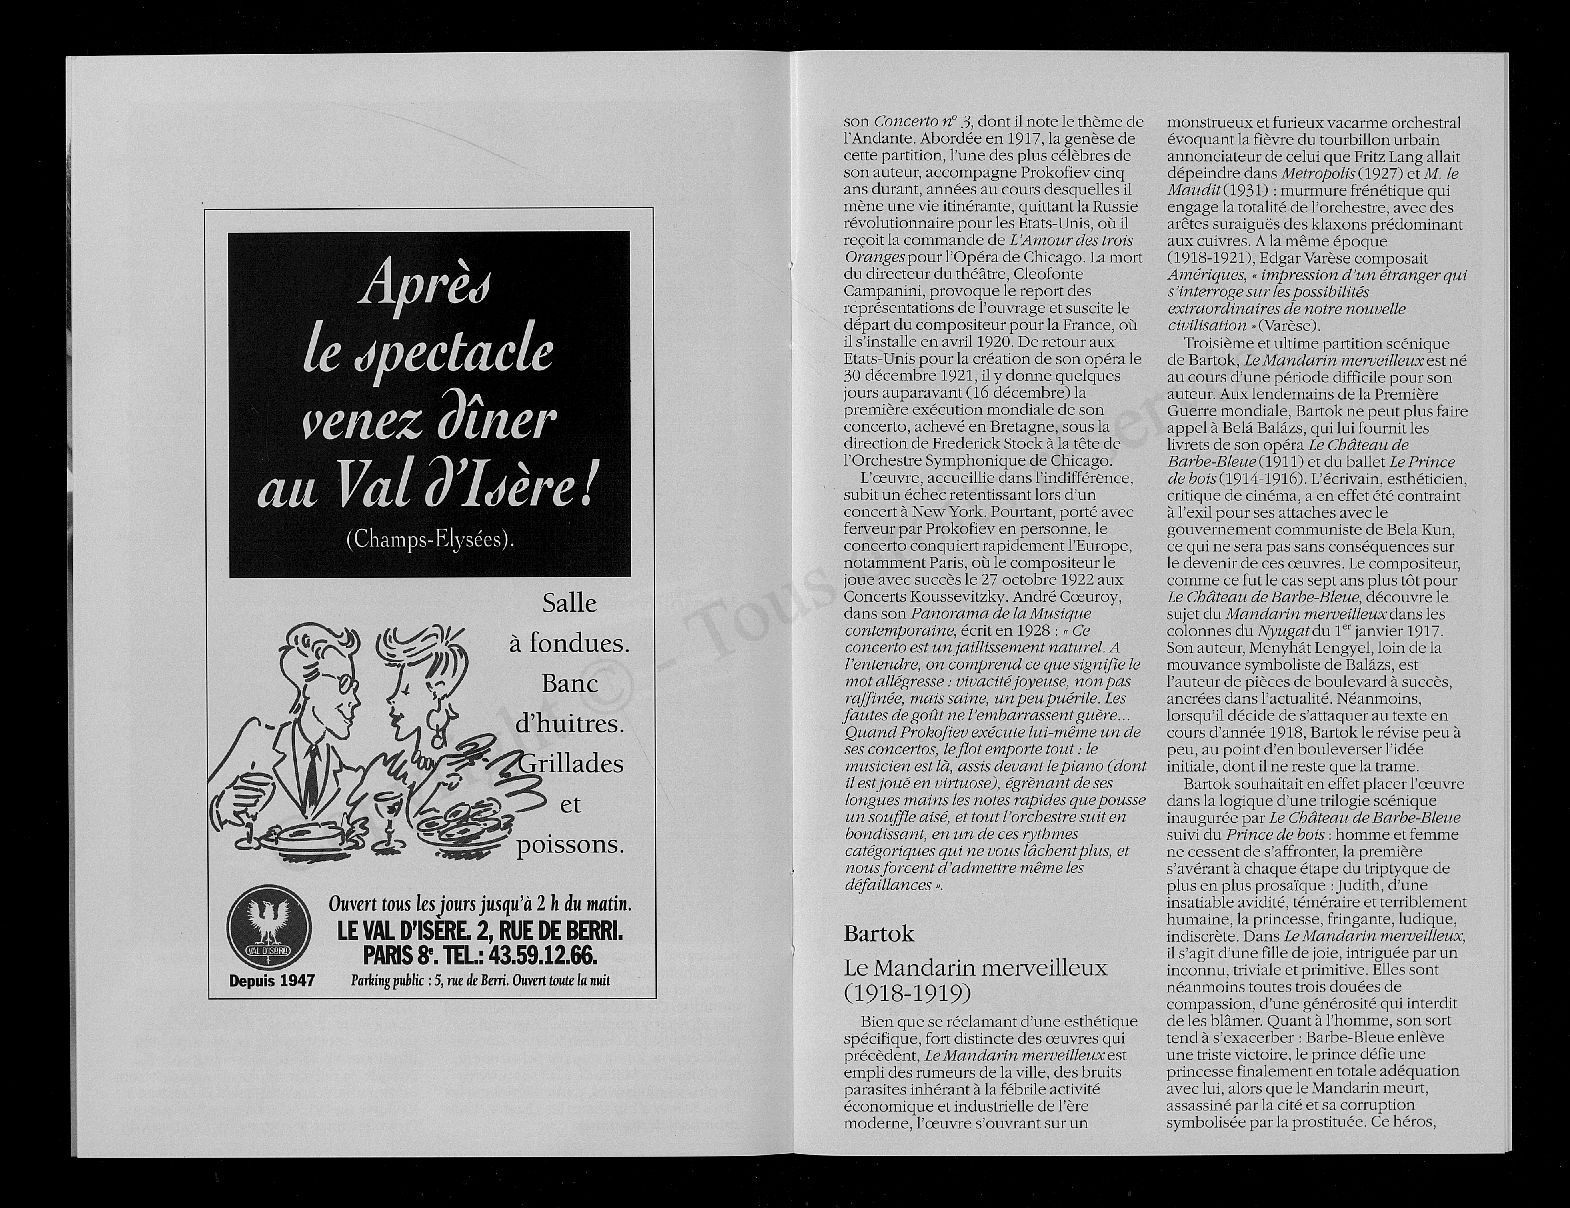 Après
le spectacle
venez dîner
au Val d'Isère!
(Champs-Elysées).
Salle
à fondues.
Banc
d'huitres.
Grillades
et
poissons.
VAL D'ISÈRE
Depuis 1947
Ouvert tous les jours jusqu'à 2 h du matin.
LE VAL D'ISÈRE. 2, RUE DE BERRI.
PARIS 8e. TEL.: 43.59.12.66.
Parking public : 5, rue de Berri. Ouvert toute la nuit
son Concerto n° 3, dont il note le thème de
l'Andante. Abordée en 1917, la genèse de
cette partition, l'une des plus célèbres de
son auteur, accompagne Prokofiev cinq
ans durant, années au cours desquelles il
mène une vie itinérante, quittant la Russie
révolutionnaire pour les Etats-Unis, où il
reçoit la commande de L'Amour des trois
Oranges pour l'Opéra de Chicago. La mort
du directeur du théâtre, Cleofonte
Campanini, provoque le report des
représentations de l'ouvrage et suscite le
départ du compositeur pour la France, où
il s'installe en avril 1920. De retour aux
Etats-Unis pour la création de son opéra le
30 décembre 1921, il y donne quelques
jours auparavant (16 décembre) la
première exécution mondiale de son
concerto, achevé en Bretagne, sous la
direction de Frederick Stock à la tête de
l'Orchestre Symphonique de Chicago.
L'œuvre, accueillie dans l'indifférence,
subit un échec retentissant lors d'un
concert à New York. Pourtant, porté avec
ferveur par Prokofiev en personne, le
concerto conquiert rapidement l'Europe,
notamment Paris, où le compositeur le
joue avec succès le 27 octobre 1922 aux
Concerts Koussevitzky. André Cœuroy,
dans son Panorama de la Musique
contemporaine, écrit en 1928 : « Ce
concerto est un jaillissement naturel. A
l'entendre, on comprend ce que signifie le
mot allégresse : vivacité joyeuse, non pas
raffinée, mais saine, un peu puérile. Les
fautes de goût ne l'embarrassent guère...
Quand Prokofiev exécute lui-même un de
ses concertos, le flot emporte tout : le
musicien est là, assis devant le piano (dont
il est joué en virtuose), égrènant de ses
longues mains les notes rapides que pousse
un souffle aisé, et tout l'orchestre suit en
bondissant, en un de ces rythmes
catégoriques qui ne vous lâchent plus, et
nous forcent d'admettre même les
défaillances ».
Bartok
Le Mandarin merveilleux
(1918-1919)
Bien que se réclamant d'une esthétique
spécifique, fort distincte des œuvres qui
précèdent, Le Mandarin merveilleux est
empli des rumeurs de la ville, des bruits
parasites inhérant à la fébrile activité
économique et industrielle de l'ère
moderne, l'œuvre s'ouvrant sur un
monstrueux et furieux vacarme orchestral
évoquant la fièvre du tourbillon urbain
annonciateur de celui que Fritz Lang allait
dépeindre dans Metropolis (1927) et M. le
Maudit (1931) : murmure frénétique qui
engage la totalité de l'orchestre, avec des
arêtes suraiguës des klaxons prédominant
aux cuivres. A la même époque
(1918-1921), Edgar Varèse composait
Amériques, « impression d'un étranger qui
s'interroge sur les possibilités
extraordinaires de notre nouvelle
civilisation » (Varèse).
Troisième et ultime partition scénique
de Bartok, Le Mandarin merveilleux est né
au cours d'une période difficile pour son
auteur. Aux lendemains de la Première
Guerre mondiale, Bartok ne peut plus faire
appel à Belá Balázs, qui lui fournit les
livrets de son opéra Le Château de
Barbe-Bleue (1911) et du ballet Le Prince
de bois (1914-1916). L'écrivain, esthéticien,
critique de cinéma, a en effet été contraint
à l'exil pour ses attaches avec le
gouvernement communiste de Bela Kun,
ce qui ne sera pas sans conséquences sur
le devenir de ces œuvres. Le compositeur,
comme ce fut le cas sept ans plus tôt pour
Le Château de Barbe-Bleue, découvre le
sujet du Mandarin merveilleux dans les
colonnes du Nyugat du 1er janvier 1917.
Son auteur, Menyhát Lengyel, loin de la
mouvance symboliste de Balázs, est
l'auteur de pièces de boulevard à succès,
ancrées dans l'actualité. Néanmoins,
lorsqu'il décide de s'attaquer au texte en
cours d'année 1918, Bartok le révise peu à
peu, au point d'en bouleverser l'idée
initiale, dont il ne reste que la trame.
Bartok souhaitait en effet placer l'œuvre
dans la logique d'une trilogie scénique
inaugurée par Le Château de Barbe-Bleue
suivi du Prince de bois : homme et femme
ne cessent de s'affronter, la première
s'avérant à chaque étape du triptyque de
plus en plus prosaïque : Judith, d'une
insatiable avidité, téméraire et terriblement
humaine, la princesse, fringante, ludique,
indiscrète. Dans Le Mandarin merveilleux,
il s'agit d'une fille de joie, intriguée par un
inconnu, triviale et primitive. Elles sont
néanmoins toutes trois douées de
compassion, d'une générosité qui interdit
de les blâmer. Quant à l'homme, son sort
tend à s'exacerber : Barbe-Bleue enlève
une triste victoire, le prince défie une
princesse finalement en totale adéquation
avec lui, alors que le Mandarin meurt,
assassiné par la cité et sa corruption
symbolisée par la prostituée. Ce héros,
© - Tous